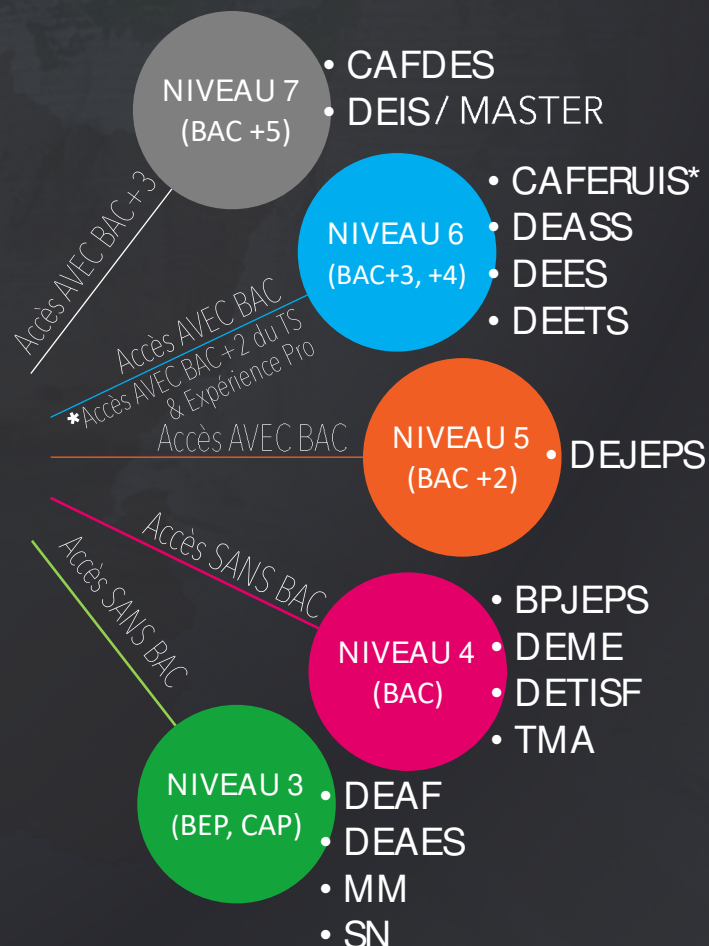 NIVEAU 7
(BAC +5)
• CAFDES
• DEIS / MASTER
Accès AVEC BAC + 3
NIVEAU 6
(BAC+3, +4)
• CAFERUIS*
• DEASS
• DEES
• DEETS
Accès AVEC BAC
*Accès AVEC BAC + 2 du TS
& Expérience Pro
NIVEAU 5
(BAC +2)
• DEJEPS
Accès AVEC BAC
NIVEAU 4
(BAC)
• BPJEPS
• DEME
• DETISF
• TMA
Accès SANS BAC
NIVEAU 3
(BEP, CAP)
• DEAF
• DEAES
• MM
• SN
Accès SANS BAC